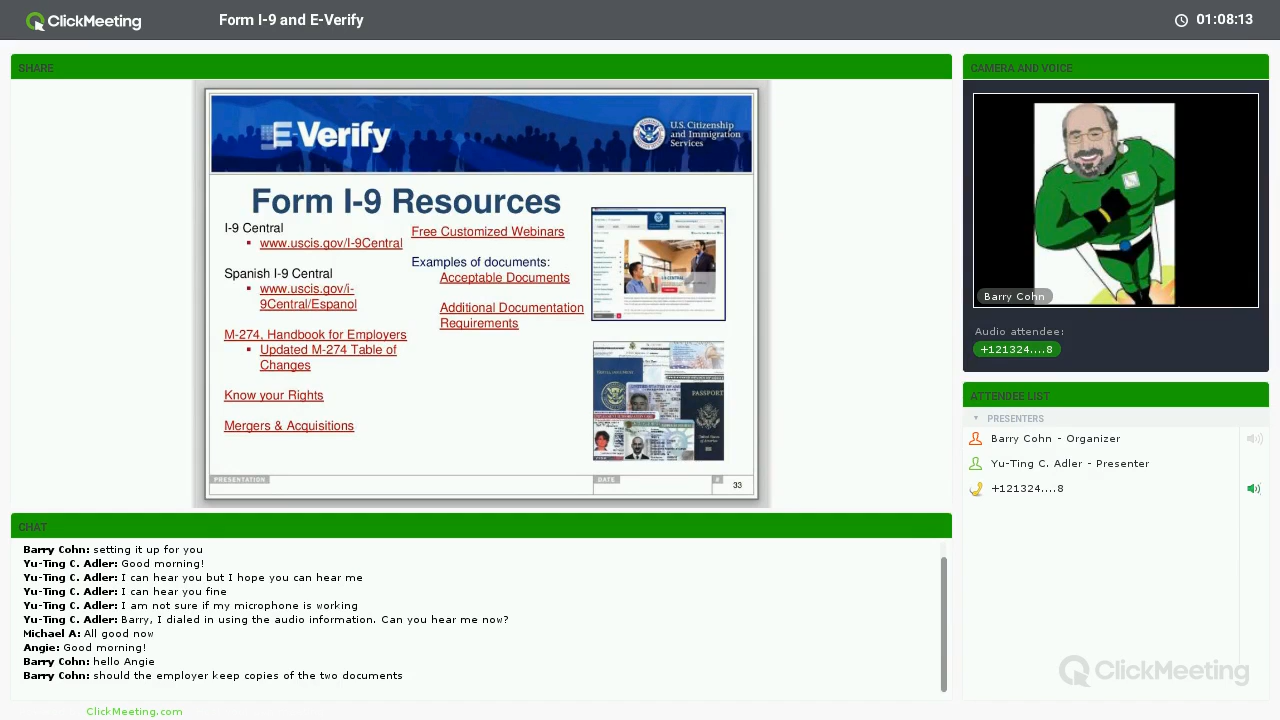 ClickMeeting
Form I-9 and E-Verify
01:08:13
SHARE
E-Verify
U.S. Citizenship
and Immigration
Services
Form I-9 Resources
I-9 Central
▪ www.uscis.gov/I-9Central
Spanish I-9 Central
▪ www.uscis.gov/i-
9Central/Espanol
M-274, Handbook for Employers
▪ Updated M-274 Table of
Changes
Know your Rights
Mergers & Acquisitions
Free Customized Webinars
Examples of documents:
Acceptable Documents
Additional Documentation
Requirements
PASSPORT
PRESENTATION
DATE
#
33
CHAT
Barry Cohn: setting it up for you
Yu-Ting C. Adler: Good morning!
Yu-Ting C. Adler: I can hear you but I hope you can hear me
Yu-Ting C. Adler: I can hear you fine
Yu-Ting C. Adler: I am not sure if my microphone is working
Yu-Ting C. Adler: Barry, I dialed in using the audio information. Can you hear me now?
Michael A: All good now
Angie: Good morning!
Barry Cohn: hello Angie
Barry Cohn: should the employer keep copies of the two documents
ClickMeeting.com
CAMERA AND VOICE
Barry Cohn
Audio attendee:
+121324....8
ATTENDEE LIST
PRESENTERS
Barry Cohn - Organizer
Yu-Ting C. Adler - Presenter
+121324....8
ClickMeeting